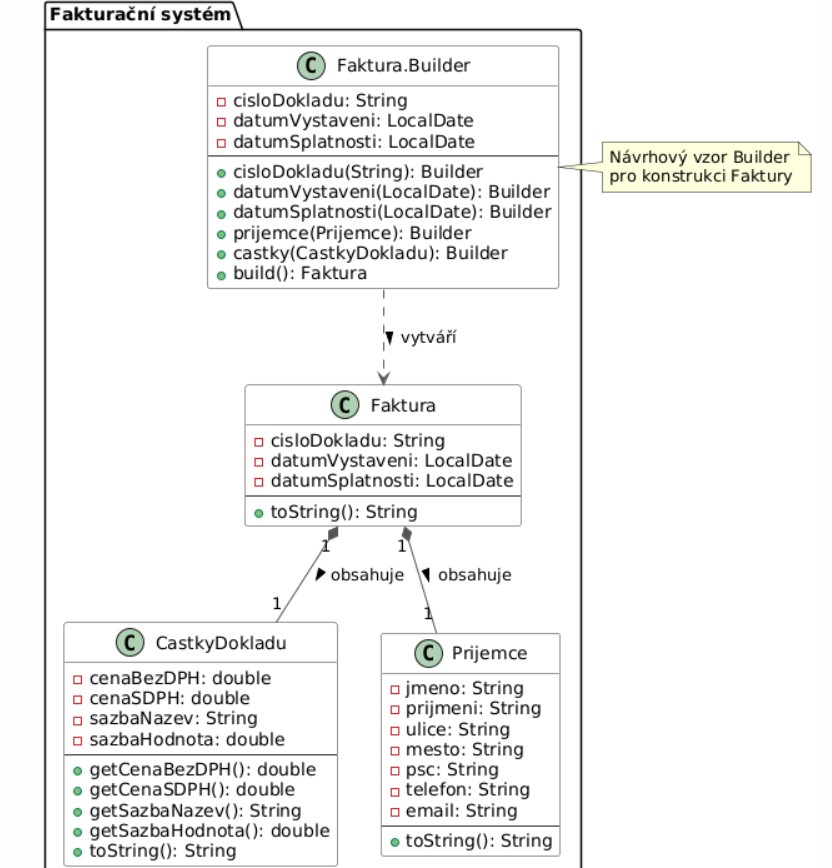 Fakturační systém
C Faktura.Builder
cisloDokladu: String
datumVystaveni: LocalDate
datumSplatnosti: LocalDate
cisloDokladu(String): Builder
datumVystaveni(LocalDate): Builder
datumSplatnosti(LocalDate): Builder
prijemce(Prijemce): Builder
castky(CastkyDokladu): Builder
build(): Faktura
Návrhový vzor Builder
pro konstrukci Faktury
vytváří
C Faktura
cisloDokladu: String
datumVystaveni: LocalDate
datumSplatnosti: LocalDate
toString(): String
1
1
obsahuje
obsahuje
1
1
C CastkyDokladu
cenaBezDPH: double
cenaSDPH: double
sazbaNazev: String
sazbaHodnota: double
getCenaBezDPH(): double
getCenaSDPH(): double
getSazbaNazev(): String
getSazbaHodnota(): double
toString(): String
C Prijemce
jmeno: String
prijmeni: String
ulice: String
mesto: String
psc: String
telefon: String
email: String
toString(): String